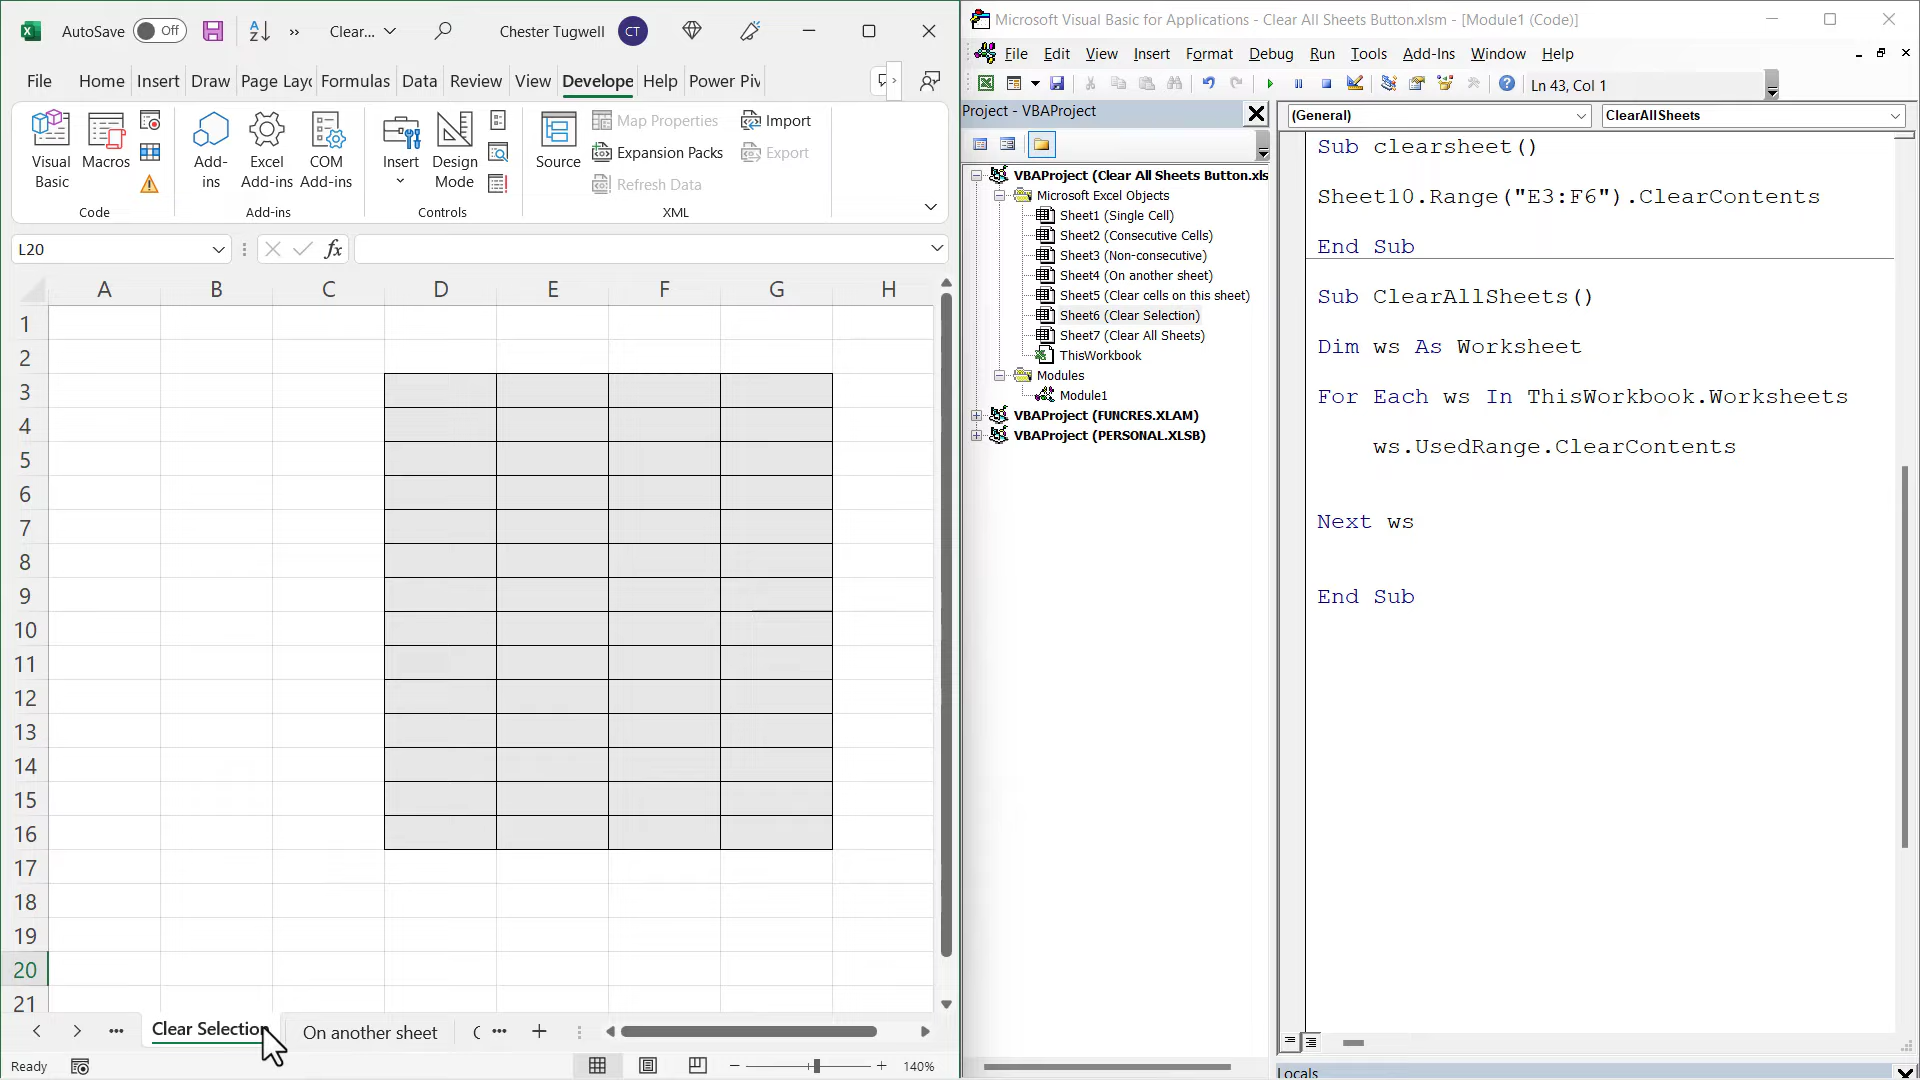 AutoSave Off » Clear... Chester Tugwell CT
File Home Insert Draw Page Layc Formulas Data Review View Develope Help Power Piv
Visual Basic
Macros
Add-ins
Excel Add-ins
COM Add-ins
Insert
Design Mode
Source
Map Properties
Expansion Packs
Refresh Data
Import
Export
Code Add-ins Controls XML
L20 fx
A B C D E F G H
1
2
3
4
5
6
7
8
9
10
11
12
13
14
15
16
17
18
19
20
21
Clear Selection On another sheet
Ready 140%
Microsoft Visual Basic for Applications - Clear All Sheets Button.xlsm - [Module1 (Code)]
File Edit View Insert Format Debug Run Tools Add-Ins Window Help
Ln 43, Col 1
Project - VBAProject
VBAProject (Clear All Sheets Button.xls
Microsoft Excel Objects
Sheet1 (Single Cell)
Sheet2 (Consecutive Cells)
Sheet3 (Non-consecutive)
Sheet4 (On another sheet)
Sheet5 (Clear cells on this sheet)
Sheet6 (Clear Selection)
Sheet7 (Clear All Sheets)
ThisWorkbook
Modules
Module1
VBAProject (FUNCRES.XLAM)
VBAProject (PERSONAL.XLSB)
(General) ClearAllSheets
Sub clearsheet()
Sheet10.Range("E3:F6").ClearContents
End Sub
Sub ClearAllSheets()
Dim ws As Worksheet
For Each ws In ThisWorkbook.Worksheets
ws.UsedRange.ClearContents
Next ws
End Sub
Locals